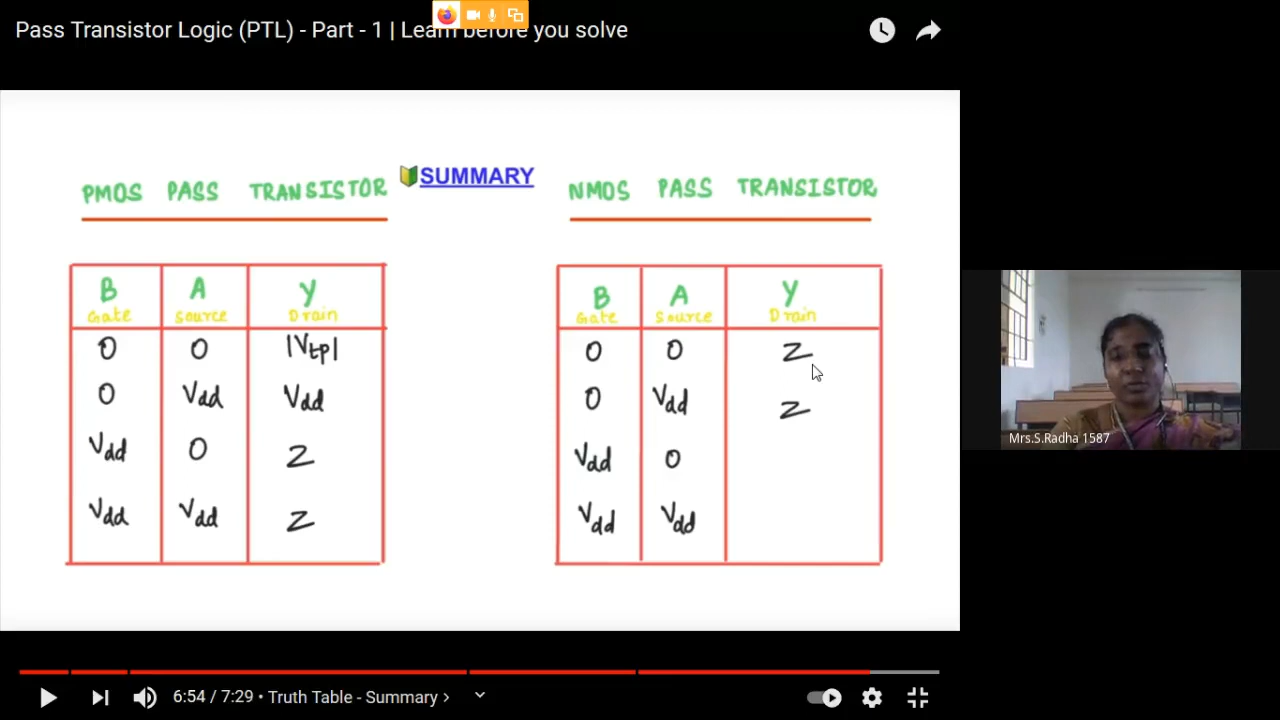 Pass Transistor Logic (PTL) - Part - 1 | Learn before you solve
SUMMARY
PMOS PASS TRANSISTOR
B A Y
Gate Source Drain
0 0 |Vtp|
0 Vdd Vdd
Vdd 0 Z
Vdd Vdd Z
NMOS PASS TRANSISTOR
B A Y
Gate Source Drain
0 0 Z
0 Vdd Z
Vdd 0
Vdd Vdd
Mrs.S.Radha 1587
6:54 / 7:29 • Truth Table - Summary ›